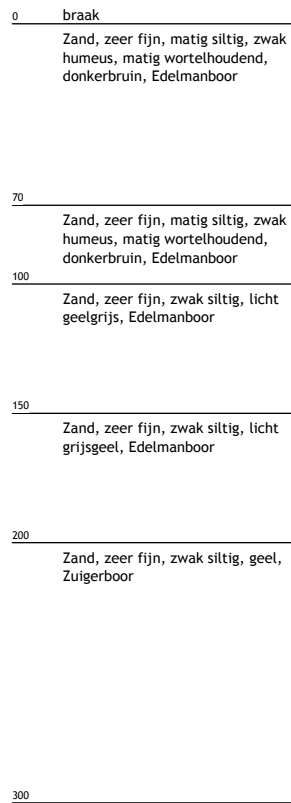 0 braak
Zand, zeer fijn, matig siltig, zwak
humeus, matig wortelhoudend,
donkerbruin, Edelmanboor
70
Zand, zeer fijn, matig siltig, zwak
humeus, matig wortelhoudend,
donkerbruin, Edelmanboor
100
Zand, zeer fijn, zwak siltig, licht
geelgrijs, Edelmanboor
150
Zand, zeer fijn, zwak siltig, licht
grijsgeel, Edelmanboor
200
Zand, zeer fijn, zwak siltig, geel,
Zuigerboor
300